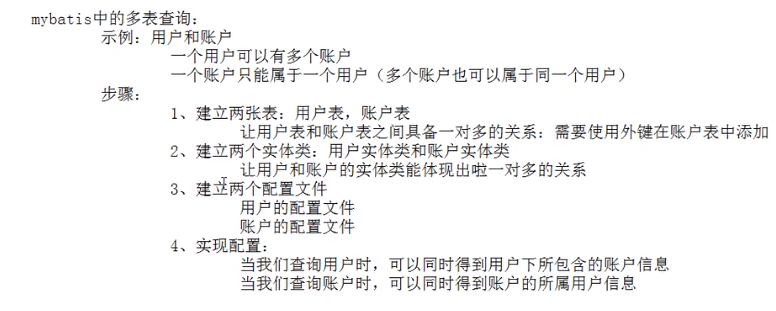 mybatis中的多表查询:
示例: 用户和账户
一个用户可以有多个账户
一个账户只能属于一个用户（多个账户也可以属于同一个用户）
步骤:
1、建立两张表: 用户表，账户表
让用户表和账户表之间具备一对多的关系: 需要使用外键在账户表中添加
2、建立两个实体类: 用户实体类和账户实体类
让用户和账户的实体类能体现出啦一对多的关系
3、建立两个配置文件
用户的配置文件
账户的配置文件
4、实现配置:
当我们查询用户时，可以同时得到用户下所包含的账户信息
当我们查询账户时，可以同时得到账户的所属用户信息